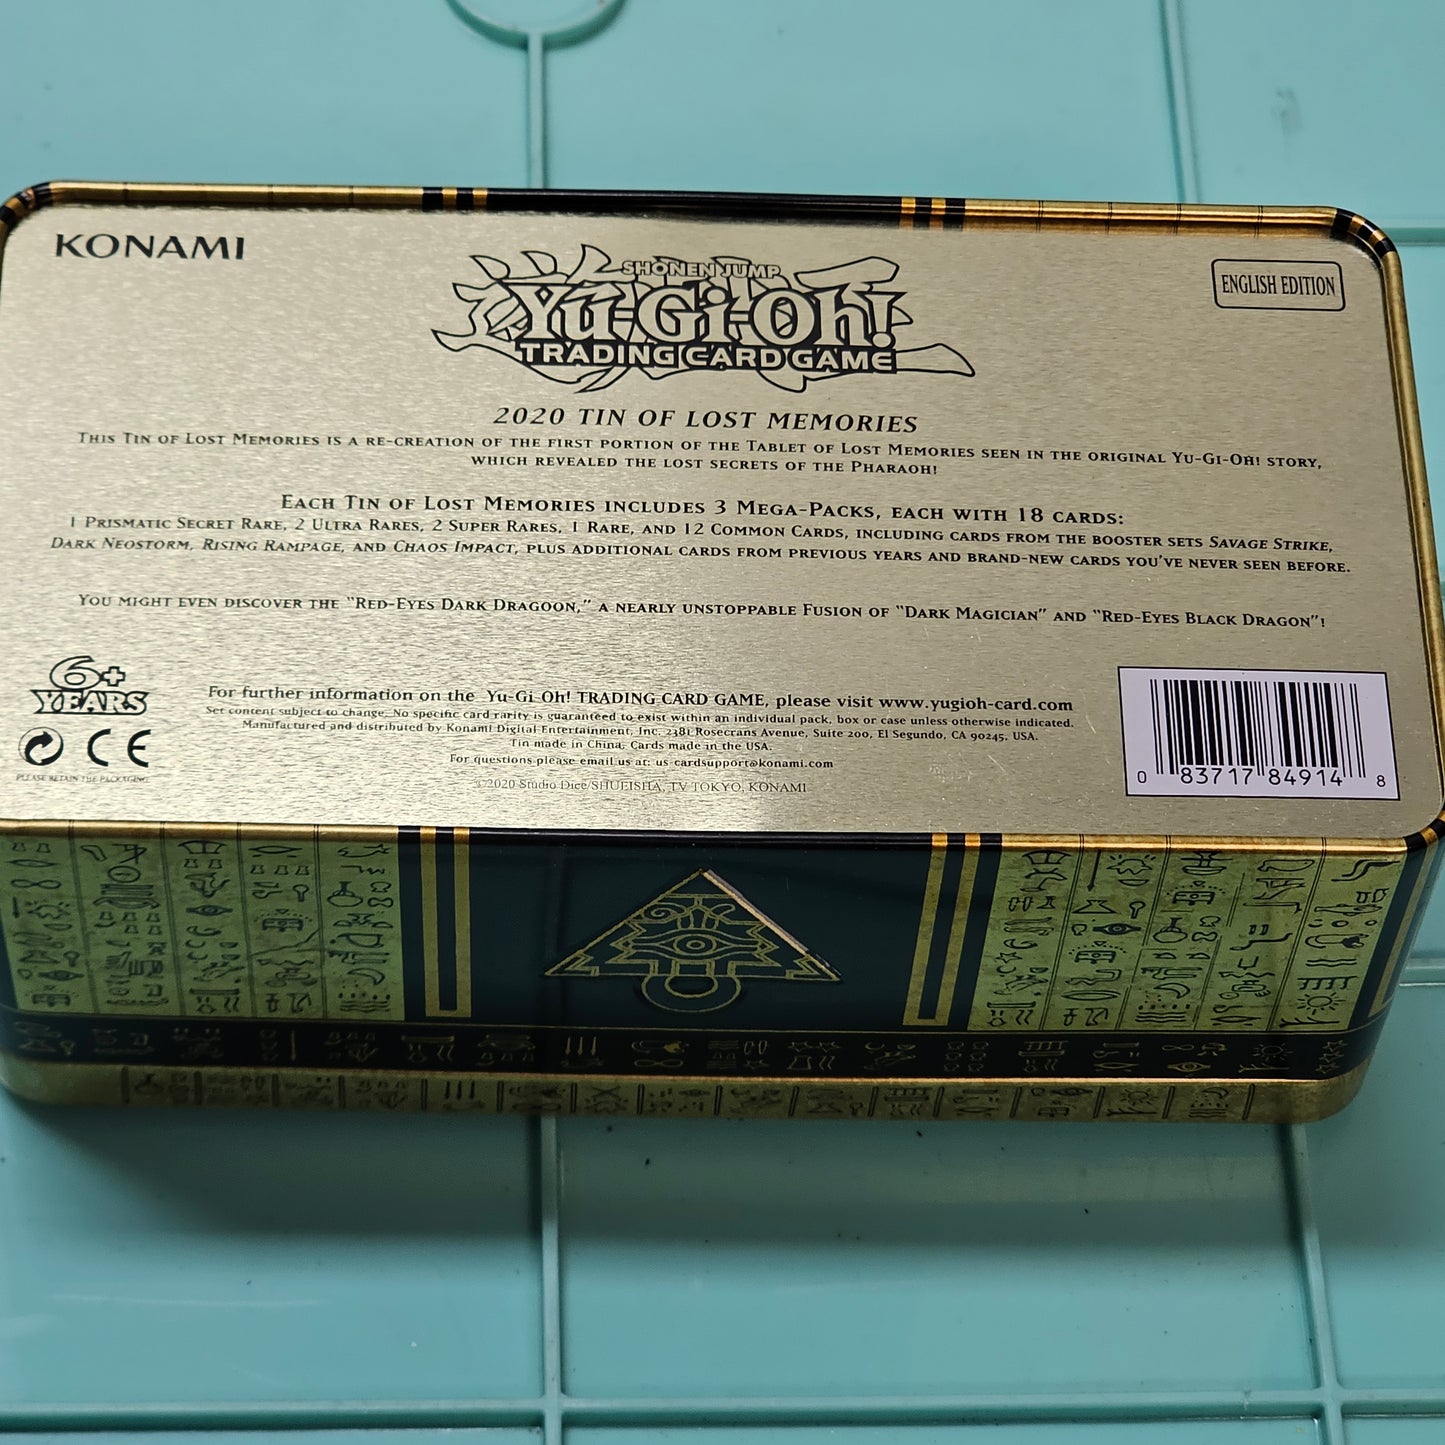 KONAMI
SHONEN JUMP
Yu-Gi-Oh!
TRADING CARD GAME
ENGLISH EDITION
2020 TIN OF LOST MEMORIES
THIS TIN OF LOST MEMORIES IS A RE-CREATION OF THE FIRST PORTION OF THE TABLET OF LOST MEMORIES SEEN IN THE ORIGINAL YU-GI-OH! STORY,
WHICH REVEALED THE LOST SECRETS OF THE PHARAOH!
EACH TIN OF LOST MEMORIES INCLUDES 3 MEGA-PACKS, EACH WITH 18 CARDS:
1 PRISMATIC SECRET RARE, 2 ULTRA RARES, 2 SUPER RARES, 1 RARE, AND 12 COMMON CARDS, INCLUDING CARDS FROM THE BOOSTER SETS SAVAGE STRIKE,
DARK NEOSTORM, RISING RAMPAGE, AND CHAOS IMPACT, PLUS ADDITIONAL CARDS FROM PREVIOUS YEARS AND BRAND-NEW CARDS YOU'VE NEVER SEEN BEFORE.
YOU MIGHT EVEN DISCOVER THE "RED-EYES DARK DRAGOON," A NEARLY UNSTOPPABLE FUSION OF "DARK MAGICIAN" AND "RED-EYES BLACK DRAGON"!
6+
YEARS
CE
PLEASE RETAIN THE PACKAGING
For further information on the Yu-Gi-Oh! TRADING CARD GAME, please visit www.yugioh-card.com
Set content subject to change. No specific card rarity is guaranteed to exist within an individual pack, box or case unless otherwise indicated.
Manufactured and distributed by Konami Digital Entertainment, Inc. 2381 Rosecrans Avenue, Suite 200, El Segundo, CA 90245, USA.
Tin made in China. Cards made in the USA.
For questions please email us at: us-cardsupport@konami.com
©2020 Studio Dice/SHUEISHA, TV TOKYO, KONAMI
0 83717 84914 8